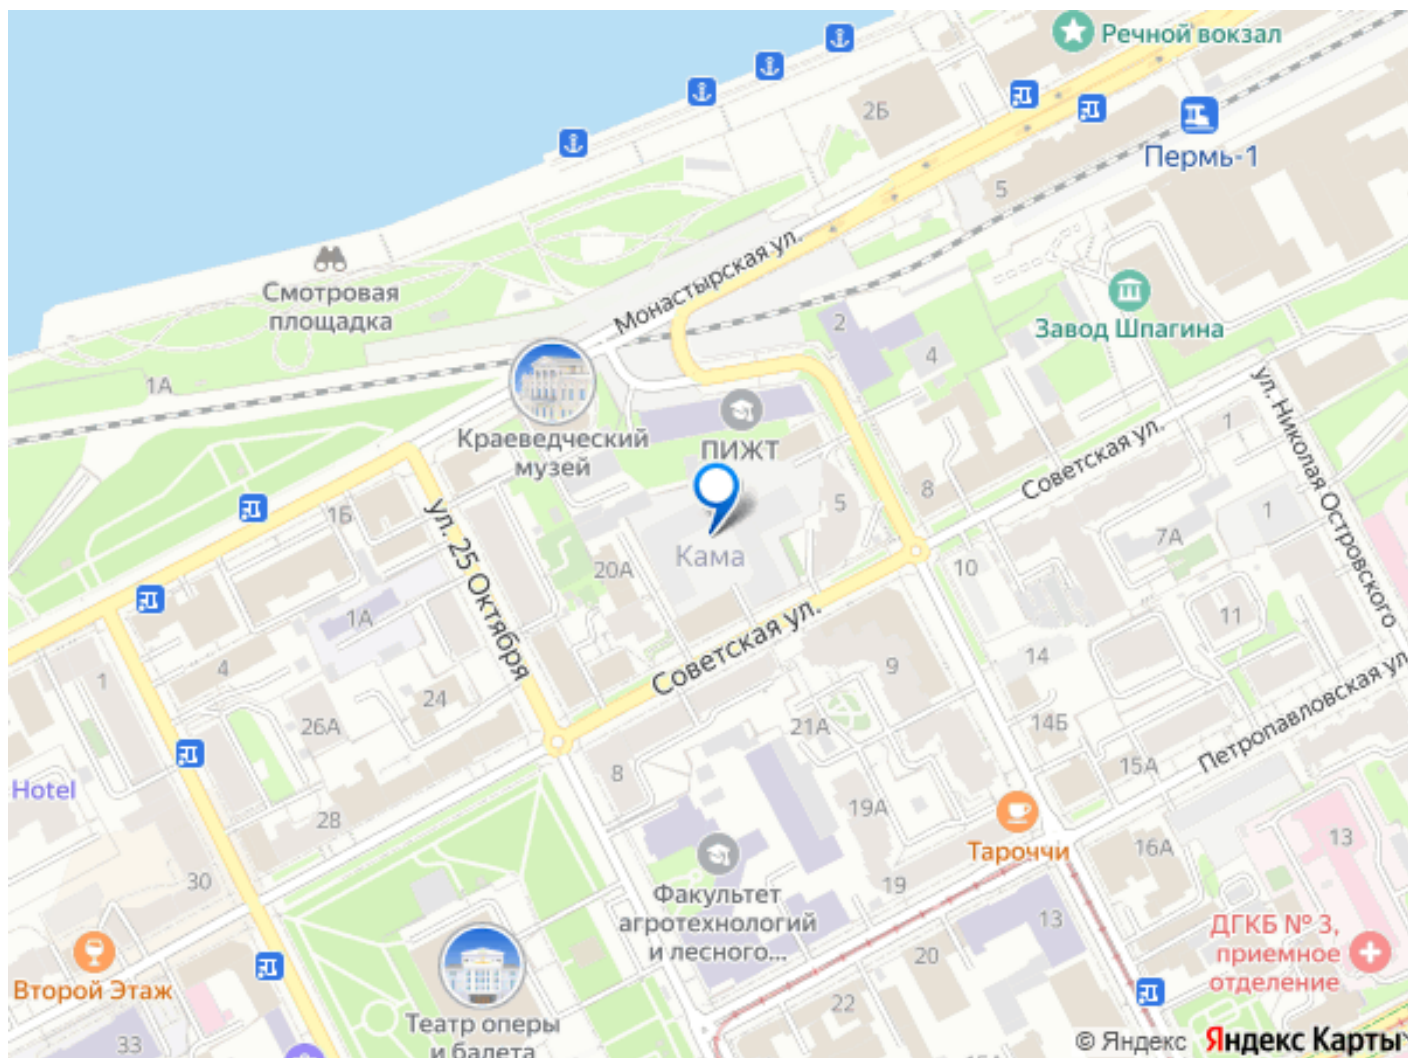 Речной вокзал
2Б
Пермь-1
5
Монастырская ул.
Смотровая
площадка
2
Завод Шпагина
4
1А
Краеведческий
музей
ПИЖТ
ул. Николая Островского
1
Советская ул.
8
5
1
1Б
ул. 25 Октября
7А
Кама
20А
10
1А
11
Советская ул.
14
9
4
1
24
26А
21А
14Б
Петропавловская ул.
15А
8
Hotel
19А
28
13
Тароччи
16А
30
19
Факультет
агротехнологий
и лесного...
13
ДГКБ № 3,
приемное
отделение
20
Второй Этаж
22
Театр оперы
и балета
33
© Яндекс Яндекс Карты